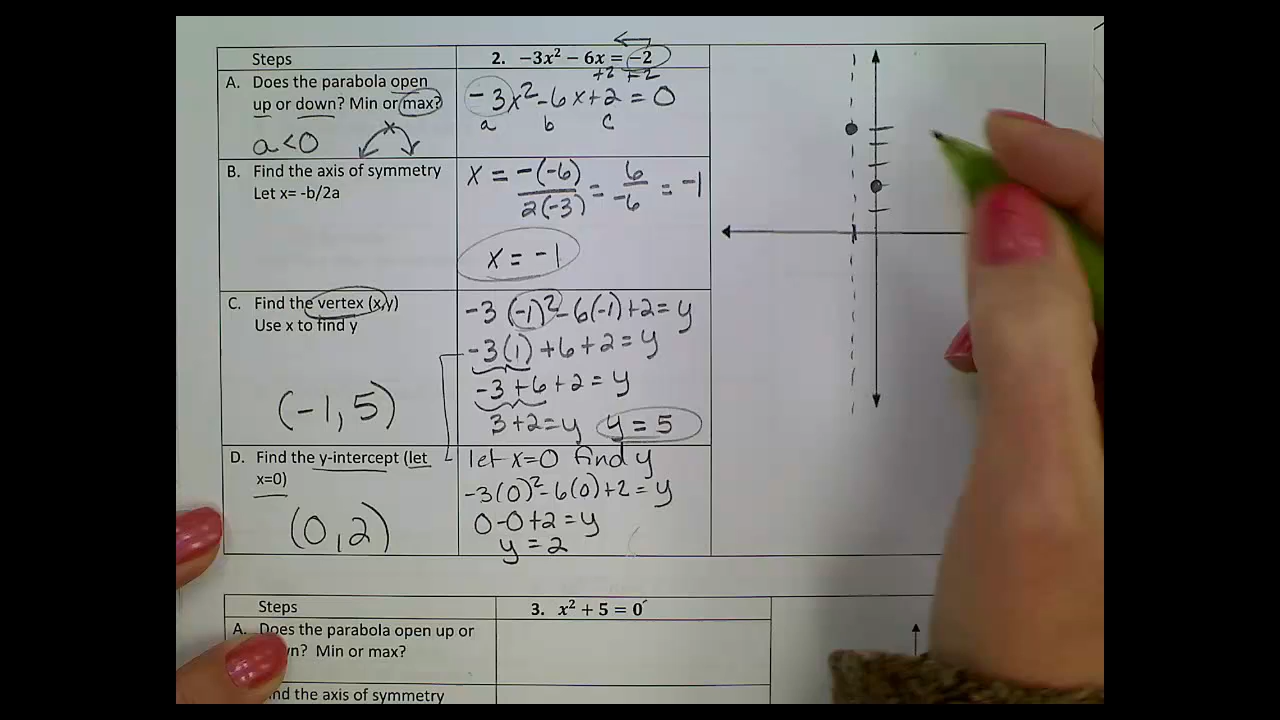 Steps
2. −3x² − 6x = −2
+2 +2
A. Does the parabola open
up or down? Min or max?
a<0
x
-3x²-6x+2=0
a b c
B. Find the axis of symmetry
Let x= -b/2a
x = -(-6)/2(-3) = 6/-6 = -1
x = -1
C. Find the vertex (x,y)
Use x to find y
(-1, 5)
-3(-1)²-6(-1)+2=y
-3(1)+6+2=y
-3+6+2=y
3+2=y y=5
D. Find the y-intercept (let
x=0)
(0,2)
let x=0 find y
-3(0)²-6(0)+2=y
0-0+2=y
y=2
Steps
3. x² + 5 = 0
A. Does the parabola open up or
Min or max?
the axis of symmetry